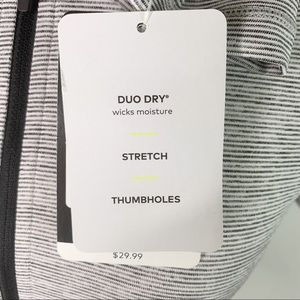 DUO DRY®
wicks moisture
STRETCH
THUMBHOLES
$29.99